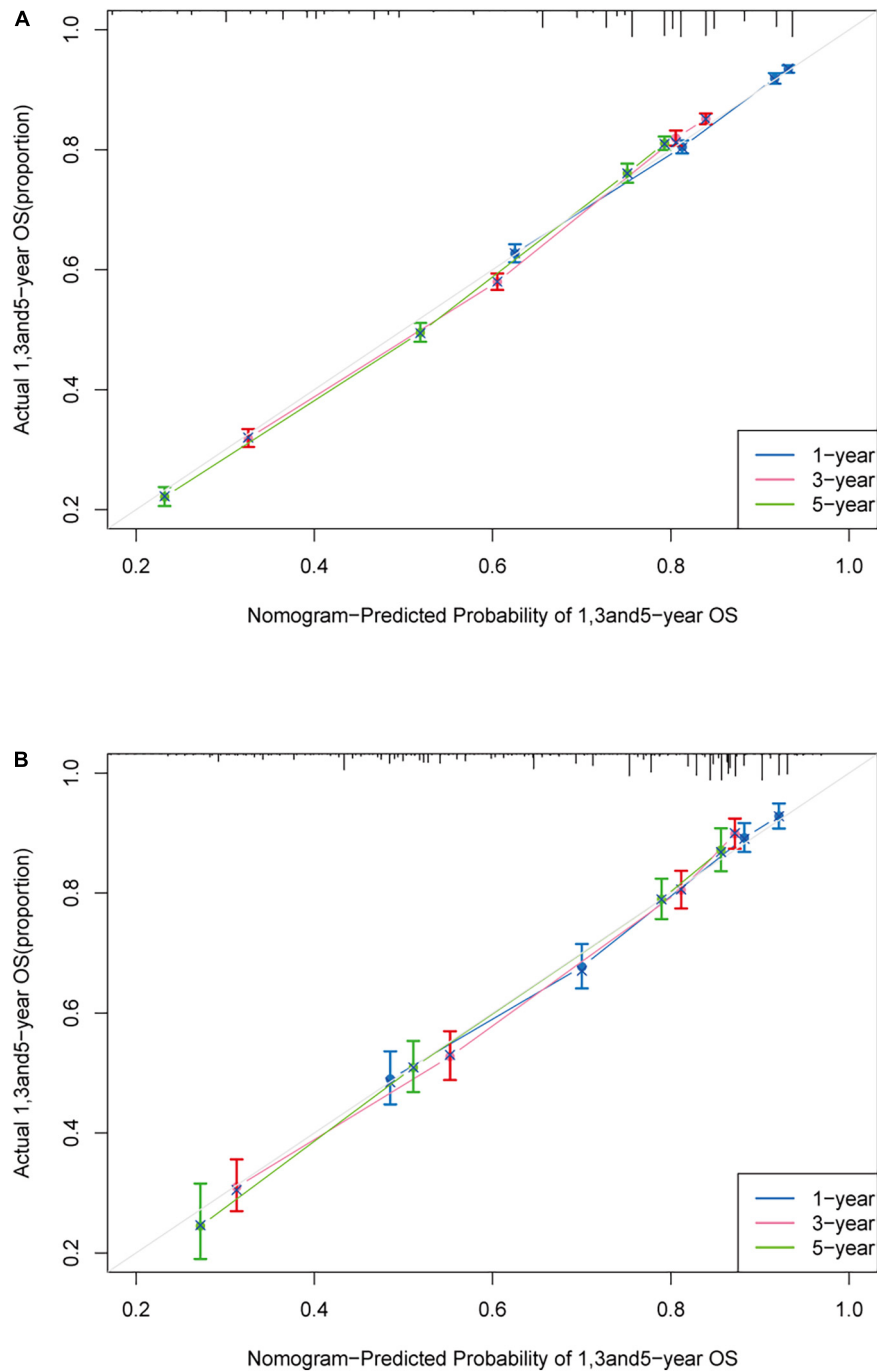 A
Actual 1,3and5−year OS(proportion)
1.0
0.8
0.6
0.4
0.2
1−year
3−year
5−year
0.2 0.4 0.6 0.8 1.0
Nomogram−Predicted Probability of 1,3and5−year OS
B
Actual 1,3and5−year OS(proportion)
1.0
0.8
0.6
0.4
0.2
1−year
3−year
5−year
0.2 0.4 0.6 0.8 1.0
Nomogram−Predicted Probability of 1,3and5−year OS